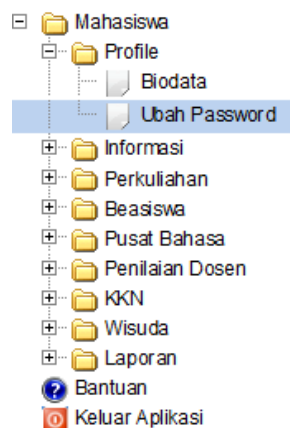 Mahasiswa
Profile
Biodata
Ubah Password
Informasi
Perkuliahan
Beasiswa
Pusat Bahasa
Penilaian Dosen
KKN
Wisuda
Laporan
Bantuan
Keluar Aplikasi